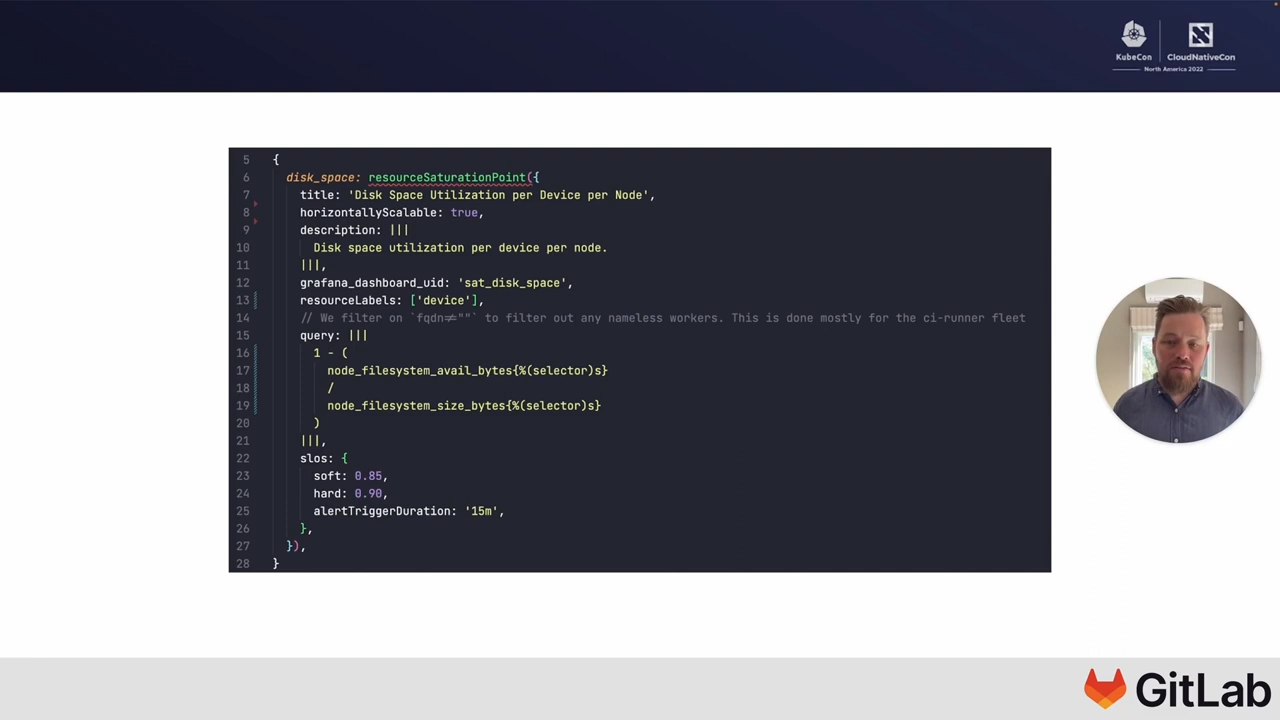 KubeCon
CloudNativeCon
North America 2022
5 {
6 disk_space: resourceSaturationPoint({
7 title: 'Disk Space Utilization per Device per Node',
8 horizontallyScalable: true,
9 description: |||
10 Disk space utilization per device per node.
11 |||,
12 grafana_dashboard_uid: 'sat_disk_space',
13 resourceLabels: ['device'],
14 // We filter on `fqdn!=""` to filter out any nameless workers. This is done mostly for the ci-runner fleet
15 query: |||
16 1 - (
17 node_filesystem_avail_bytes{%(selector)s}
18 /
19 node_filesystem_size_bytes{%(selector)s}
20 )
21 |||,
22 slos: {
23 soft: 0.85,
24 hard: 0.90,
25 alertTriggerDuration: '15m',
26 },
27 }),
28 }
GitLab